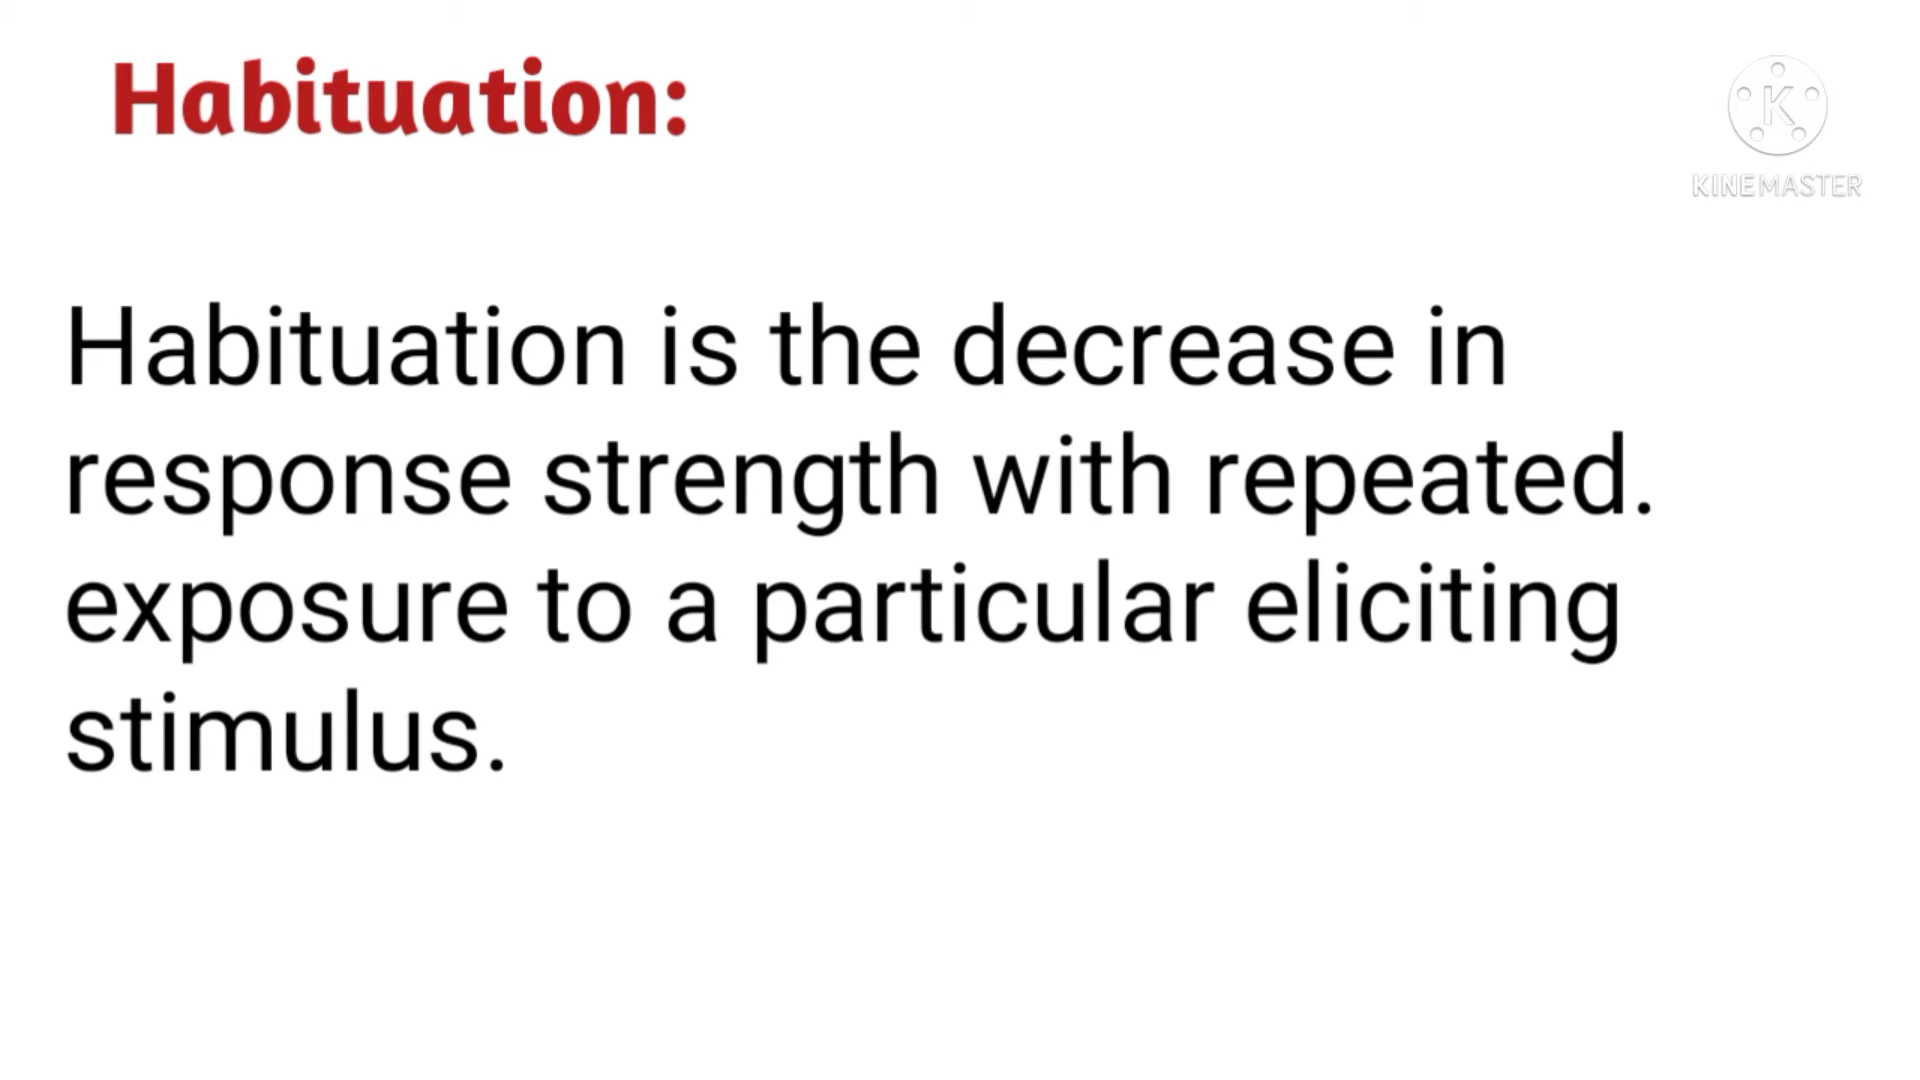 Habituation:
K
KINEMASTER
Habituation is the decrease in
response strength with repeated.
exposure to a particular eliciting
stimulus.